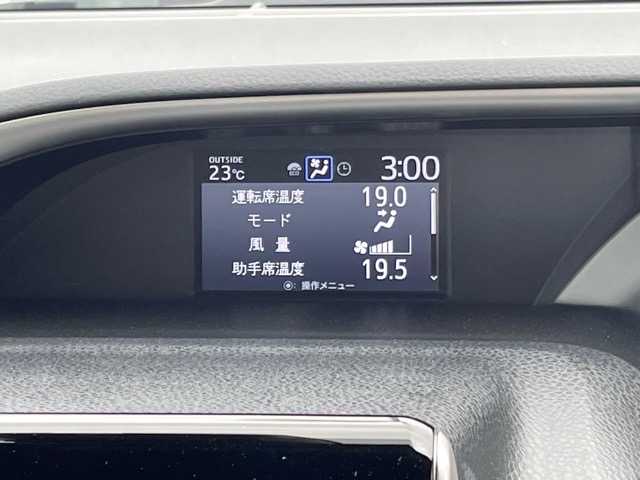 OUTSIDE
23℃ ECO 3:00
運転席温度 19.0
モード
風 量
助手席温度 19.5
: 操作メニュー